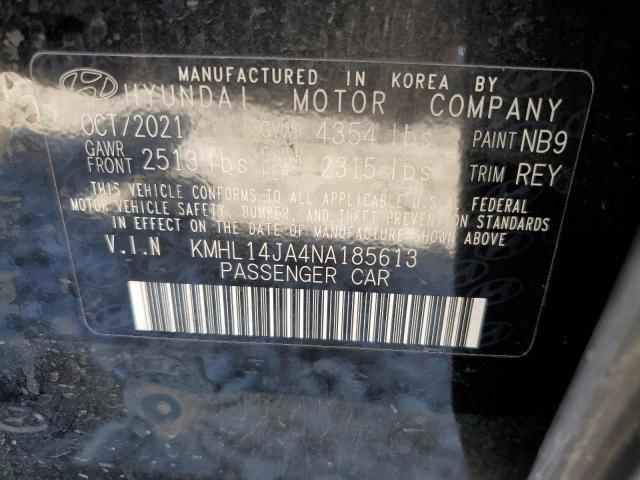 MANUFACTURED IN KOREA BY
HYUNDAI MOTOR COMPANY
OCT/2021 GVWR 4354 lbs PAINT NB9
GAWR FRONT 2513 lbs 2315 lbs TRIM REY
THIS VEHICLE CONFORMS TO ALL APPLICABLE U.S.A. FEDERAL
MOTOR VEHICLE SAFETY, BUMPER, AND THEFT PREVENTION STANDARDS
IN EFFECT ON THE DATE OF MANUFACTURE SHOWN ABOVE.
V.I.N KMHL14JA4NA185613
PASSENGER CAR